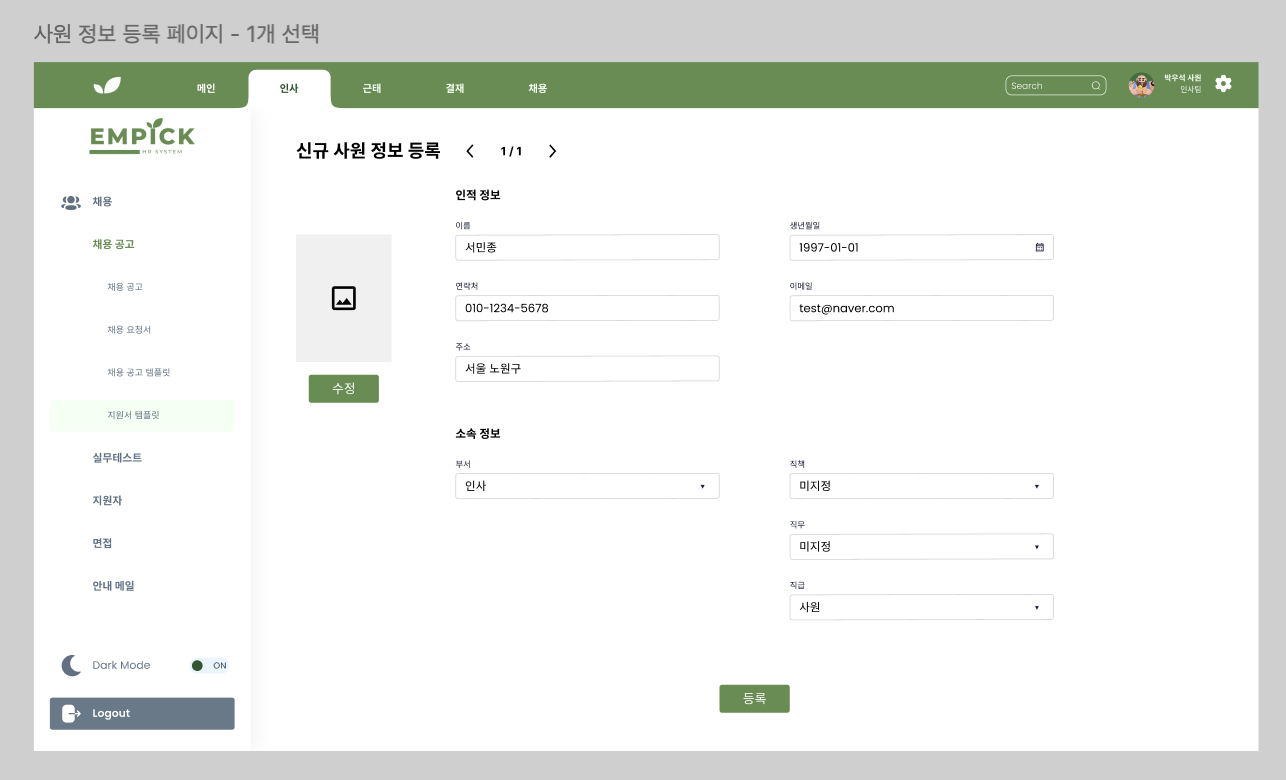 사원 정보 등록 페이지 - 1개 선택
메인
인사
근태
결재
채용
Search
박우석 사원
인사팀
EMPICK
HR SYSTEM
채용
채용 공고
채용 공고
채용 요청서
채용 공고 템플릿
지원서 템플릿
실무테스트
지원자
면접
안내 메일
Dark Mode
ON
Logout
신규 사원 정보 등록
1 / 1
수정
인적 정보
이름
서민종
생년월일
1997-01-01
연락처
010-1234-5678
이메일
test@naver.com
주소
서울 노원구
소속 정보
부서
인사
직책
미지정
직무
미지정
직급
사원
등록